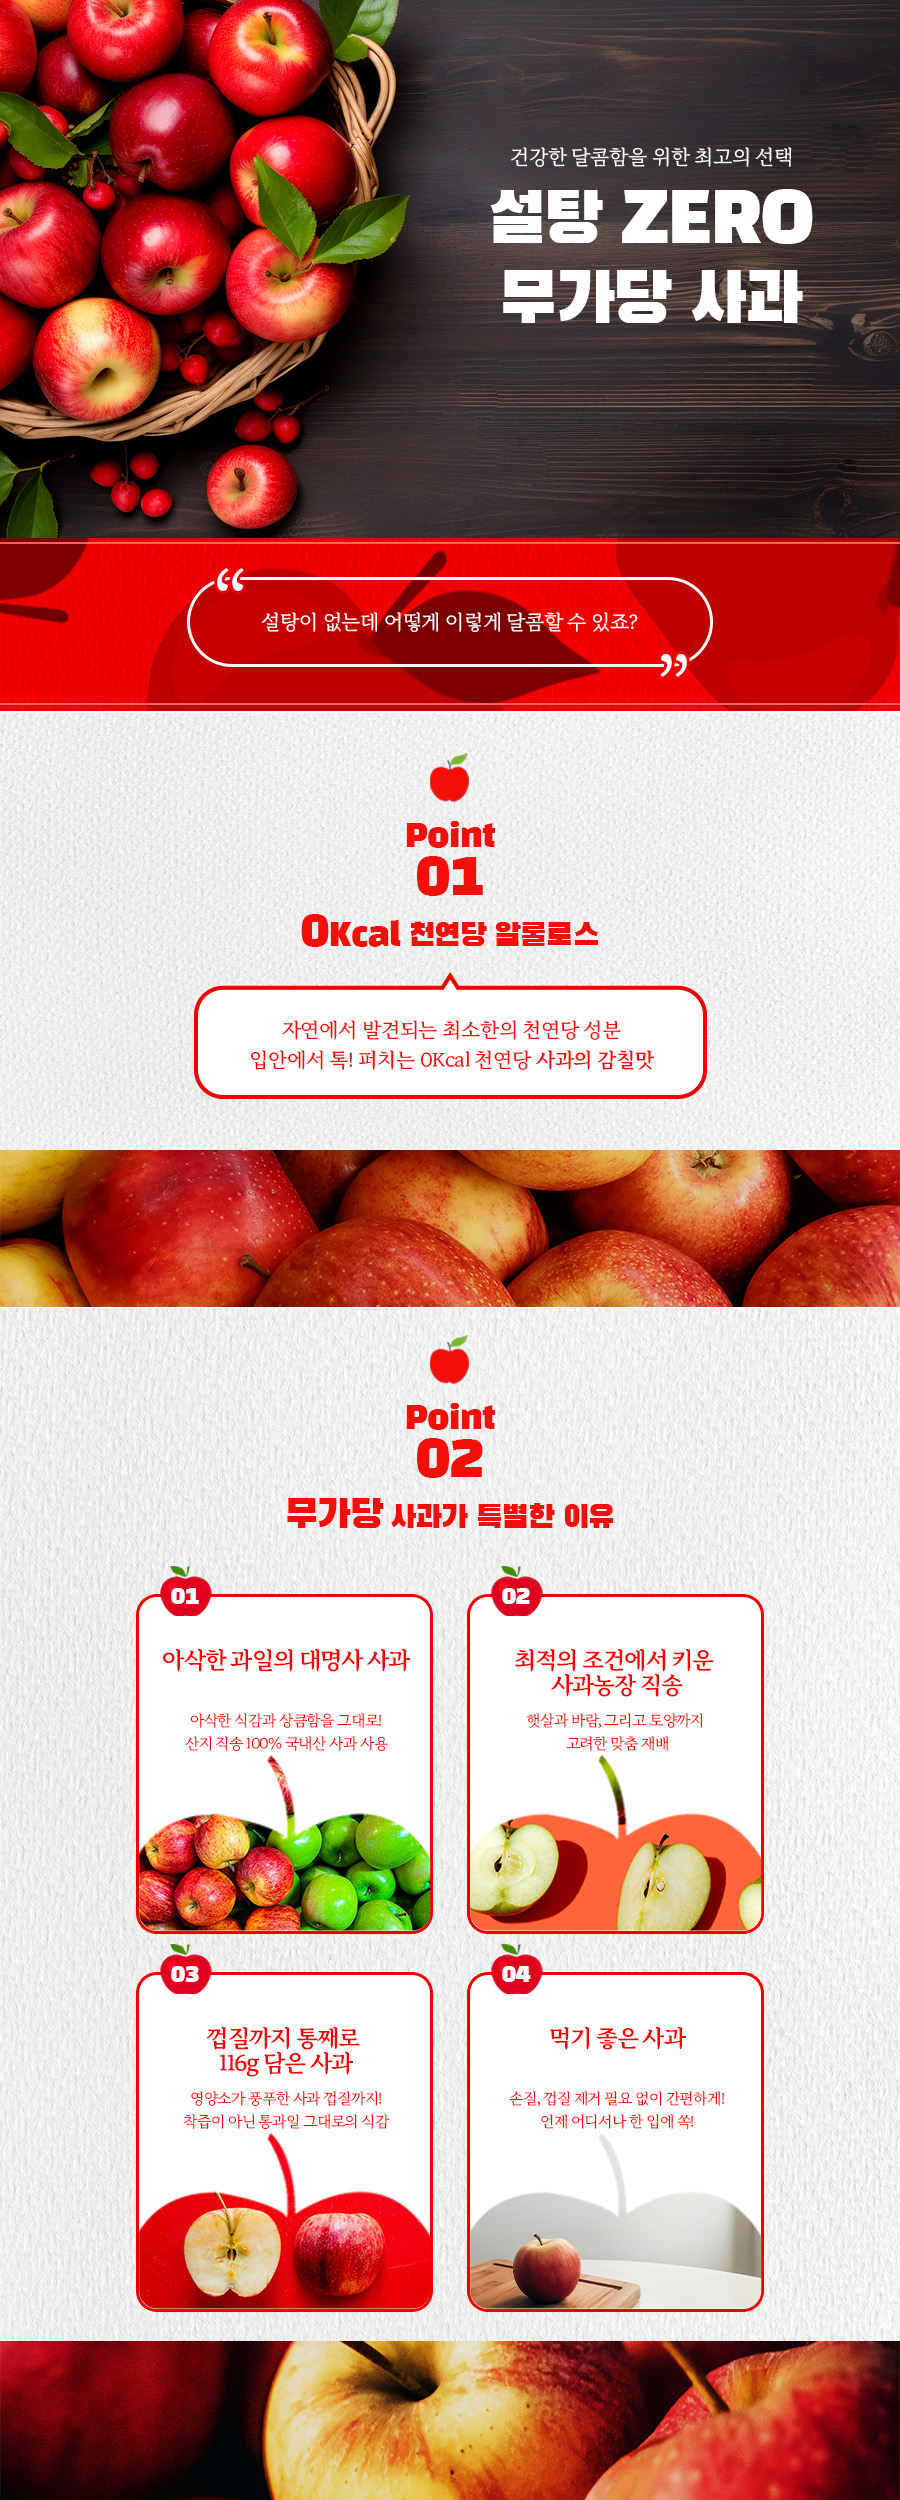 건강한 달콤함을 위한 최고의 선택
설탕 ZERO
무가당 사과
“
설탕이 없는데 어떻게 이렇게 달콤할 수 있죠?
”
Point
01
0Kcal 천연당 알룰로스
자연에서 발견되는 최소한의 천연당 성분
입안에서 톡! 퍼치는 0Kcal 천연당 사과의 감칠맛
Point
02
무가당 사과가 특별한 이유
01
아삭한 과일의 대명사 사과
아삭한 식감과 상큼함을 그대로!
산지 직송 100% 국내산 사과 사용
02
최적의 조건에서 키운
사과농장 직송
햇살과 바람, 그리고 토양까지
고려한 맞춤 재배
03
껍질까지 통째로
116g 담은 사과
영양소가 풍푸한 사과 껍질까지!
착즙이 아닌 통과일 그대로의 식감
04
먹기 좋은 사과
손질, 껍질 제거 필요 없이 간편하게!
언제 어디서나 한 입에 쏙!